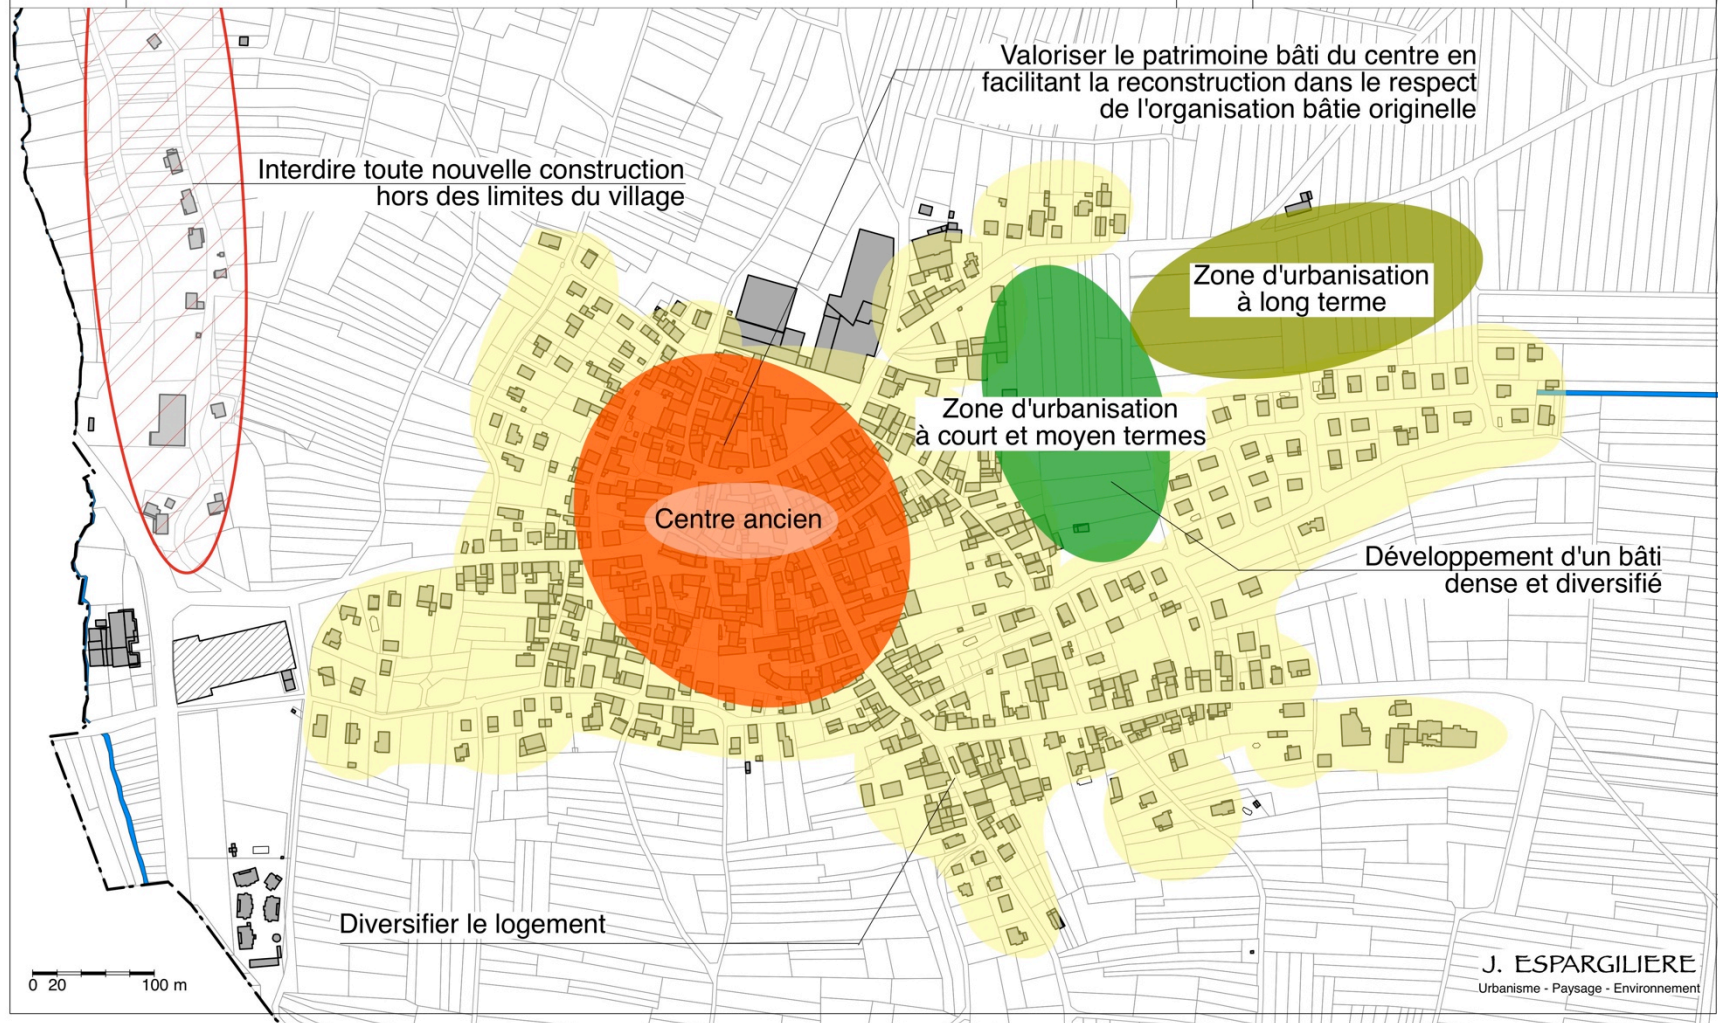 Valoriser le patrimoine bâti du centre en
facilitant la reconstruction dans le respect
de l'organisation bâtie originelle
Interdire toute nouvelle construction
hors des limites du village
Zone d'urbanisation
à long terme
Zone d'urbanisation
à court et moyen termes
Centre ancien
Développement d'un bâti
dense et diversifié
Diversifier le logement
0 20 100 m
J. ESPARGILIERE
Urbanisme - Paysage - Environnement